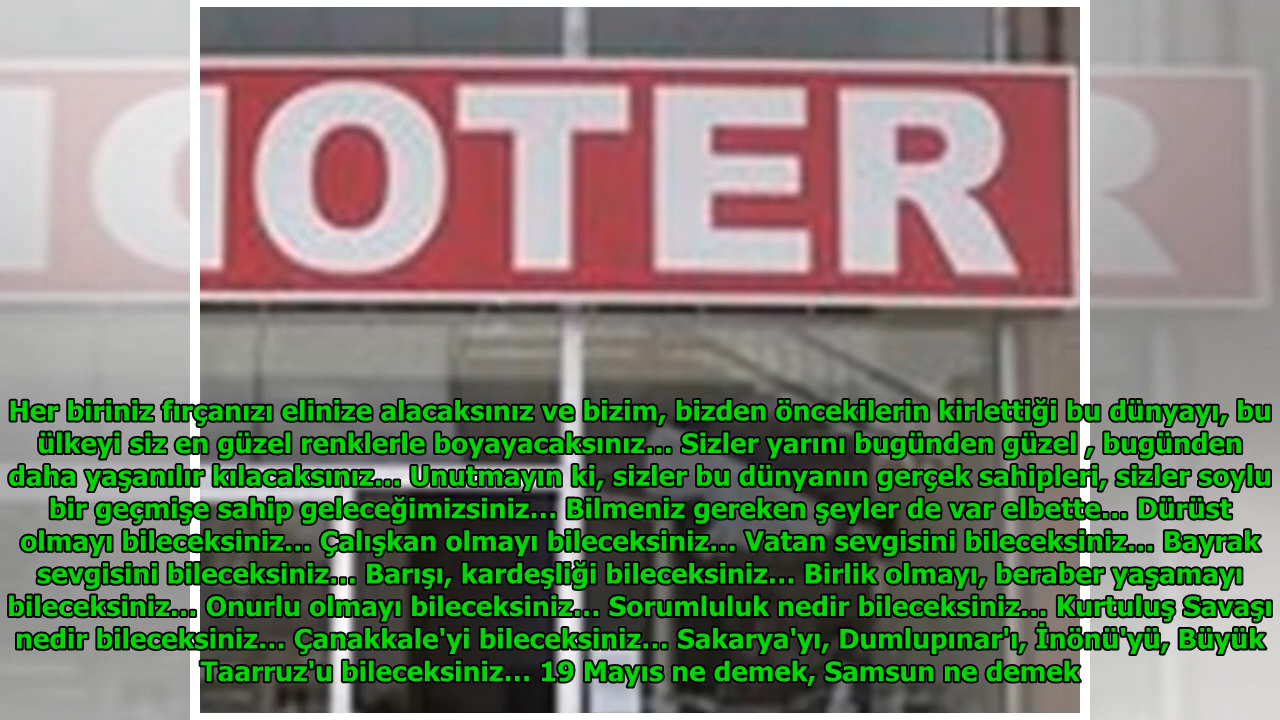 NOTER
Her biriniz fırçanızı elinize alacaksınız ve bizim, bizden öncekilerin kirlettiği bu dünyayı, bu
ülkeyi siz en güzel renklerle boyayacaksınız... Sizler yarını bugünden güzel , bugünden
daha yaşanılır kılacaksınız... Unutmayın ki, sizler bu dünyanın gerçek sahipleri, sizler soylu
bir geçmişe sahip geleceğimizsiniz... Bilmeniz gereken şeyler de var elbette... Dürüst
olmayı bileceksiniz... Çalışkan olmayı bileceksiniz... Vatan sevgisini bileceksiniz... Bayrak
sevgisini bileceksiniz... Barışı, kardeşliği bileceksiniz... Birlik olmayı, beraber yaşamayı
bileceksiniz... Onurlu olmayı bileceksiniz... Sorumluluk nedir bileceksiniz... Kurtuluş Savaşı
nedir bileceksiniz... Çanakkale'yi bileceksiniz... Sakarya'yı, Dumlupınar'ı, İnönü'yü, Büyük
Taarruz'u bileceksiniz... 19 Mayıs ne demek, Samsun ne demek